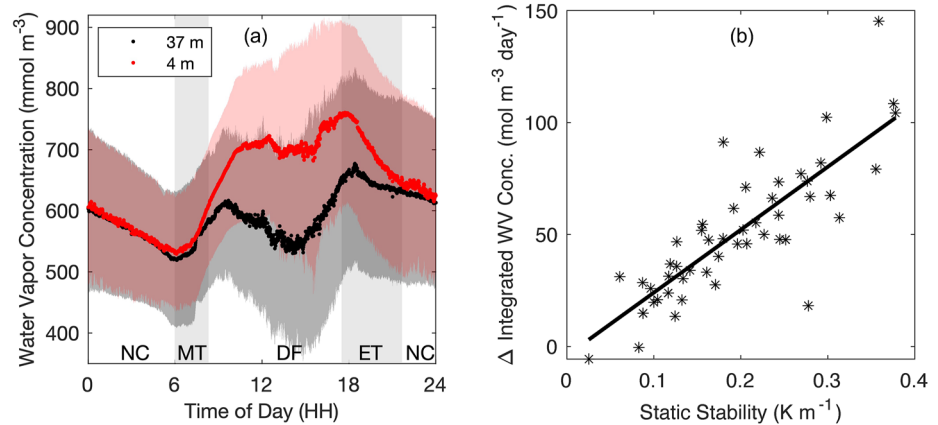 (a)
37 m
4 m
Water Vapor Concentration (mmol m⁻³)
900
800
700
600
500
400
NC MT DF ET NC
0 6 12 18 24
Time of Day (HH)
(b)
Δ Integrated WV Conc. (mol m⁻³ day⁻¹)
150
100
50
0
0 0.1 0.2 0.3 0.4
Static Stability (K m⁻¹)